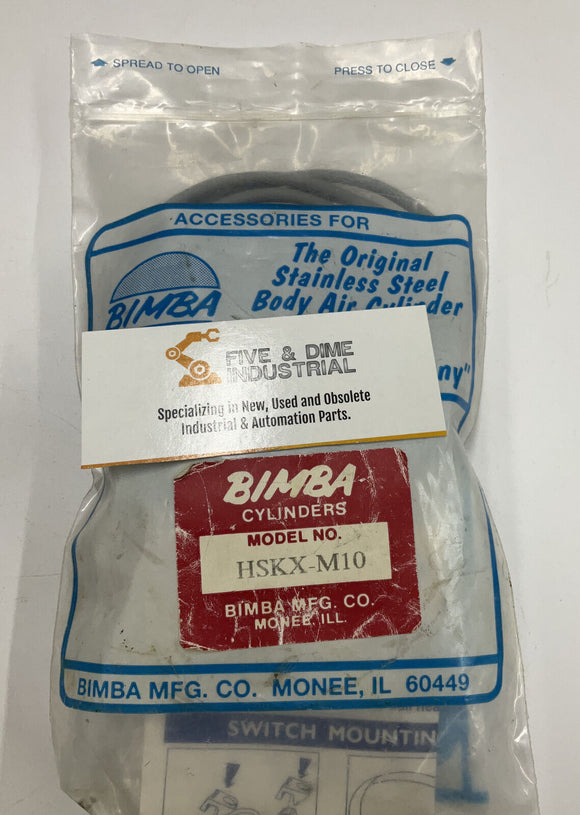 SPREAD TO OPEN
PRESS TO CLOSE
ACCESSORIES FOR
BIMBA
The Original
Stainless Steel
Body Air Cylinder
ny"
FIVE & DIME
INDUSTRIAL
Specializing in New, Used and Obsolete
Industrial & Automation Parts.
BIMBA
CYLINDERS
MODEL NO.
HSKX-M10
BIMBA MFG. CO.
MONEE, ILL.
BIMBA MFG. CO. MONEE, IL 60449
SWITCH MOUNTIN